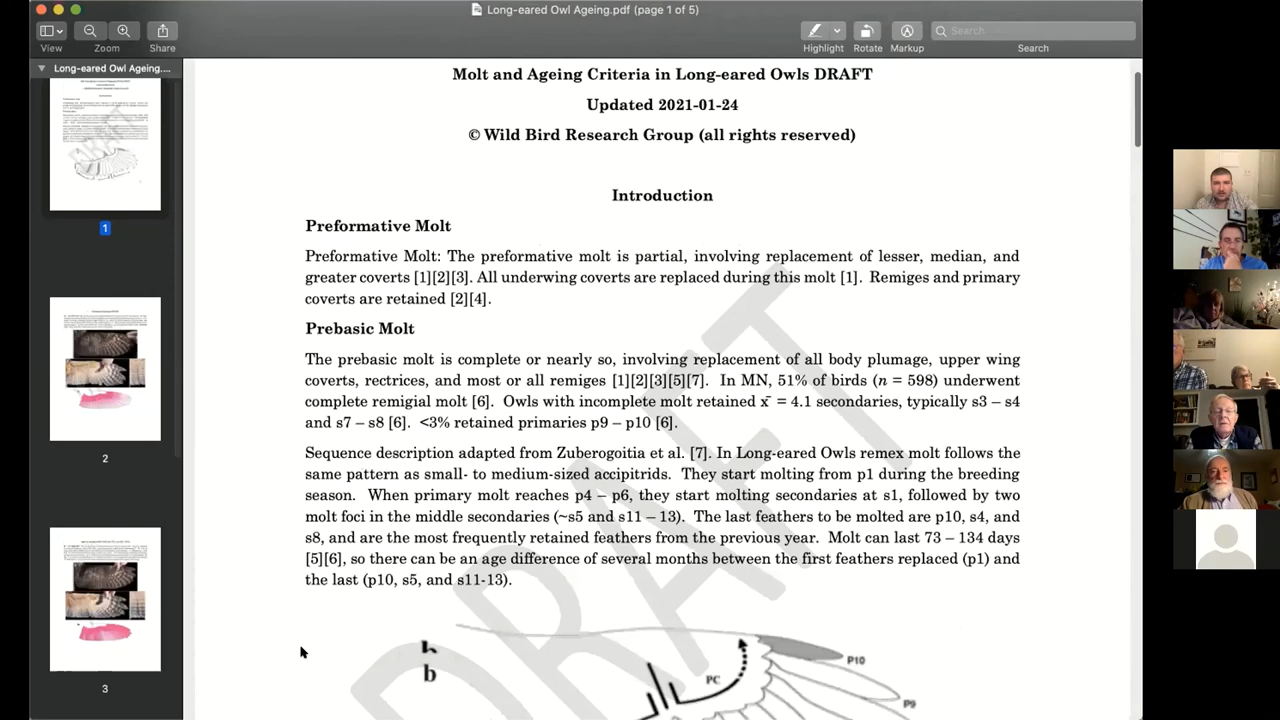 Long-eared Owl Ageing.pdf (page 1 of 5)
View
Zoom
Share
Highlight
Rotate
Markup
Search
Search
Long-eared Owl Ageing....
1
2
3
Molt and Ageing Criteria in Long-eared Owls DRAFT
Updated 2021-01-24
© Wild Bird Research Group (all rights reserved)
Introduction
Preformative Molt
Preformative Molt: The preformative molt is partial, involving replacement of lesser, median, and
greater coverts [1][2][3]. All underwing coverts are replaced during this molt [1]. Remiges and primary
coverts are retained [2][4].
Prebasic Molt
The prebasic molt is complete or nearly so, involving replacement of all body plumage, upper wing
coverts, rectrices, and most or all remiges [1][2][3][5][7]. In MN, 51% of birds (n = 598) underwent
complete remigial molt [6]. Owls with incomplete molt retained x̄ = 4.1 secondaries, typically s3 – s4
and s7 – s8 [6]. <3% retained primaries p9 – p10 [6].
Sequence description adapted from Zuberogoitia et al. [7]. In Long-eared Owls remex molt follows the
same pattern as small- to medium-sized accipitrids. They start molting from p1 during the breeding
season. When primary molt reaches p4 – p6, they start molting secondaries at s1, followed by two
molt foci in the middle secondaries (~s5 and s11 – 13). The last feathers to be molted are p10, s4, and
s8, and are the most frequently retained feathers from the previous year. Molt can last 73 – 134 days
[5][6], so there can be an age difference of several months between the first feathers replaced (p1) and
the last (p10, s5, and s11-13).
DRAFT
b
PC
P10
P9